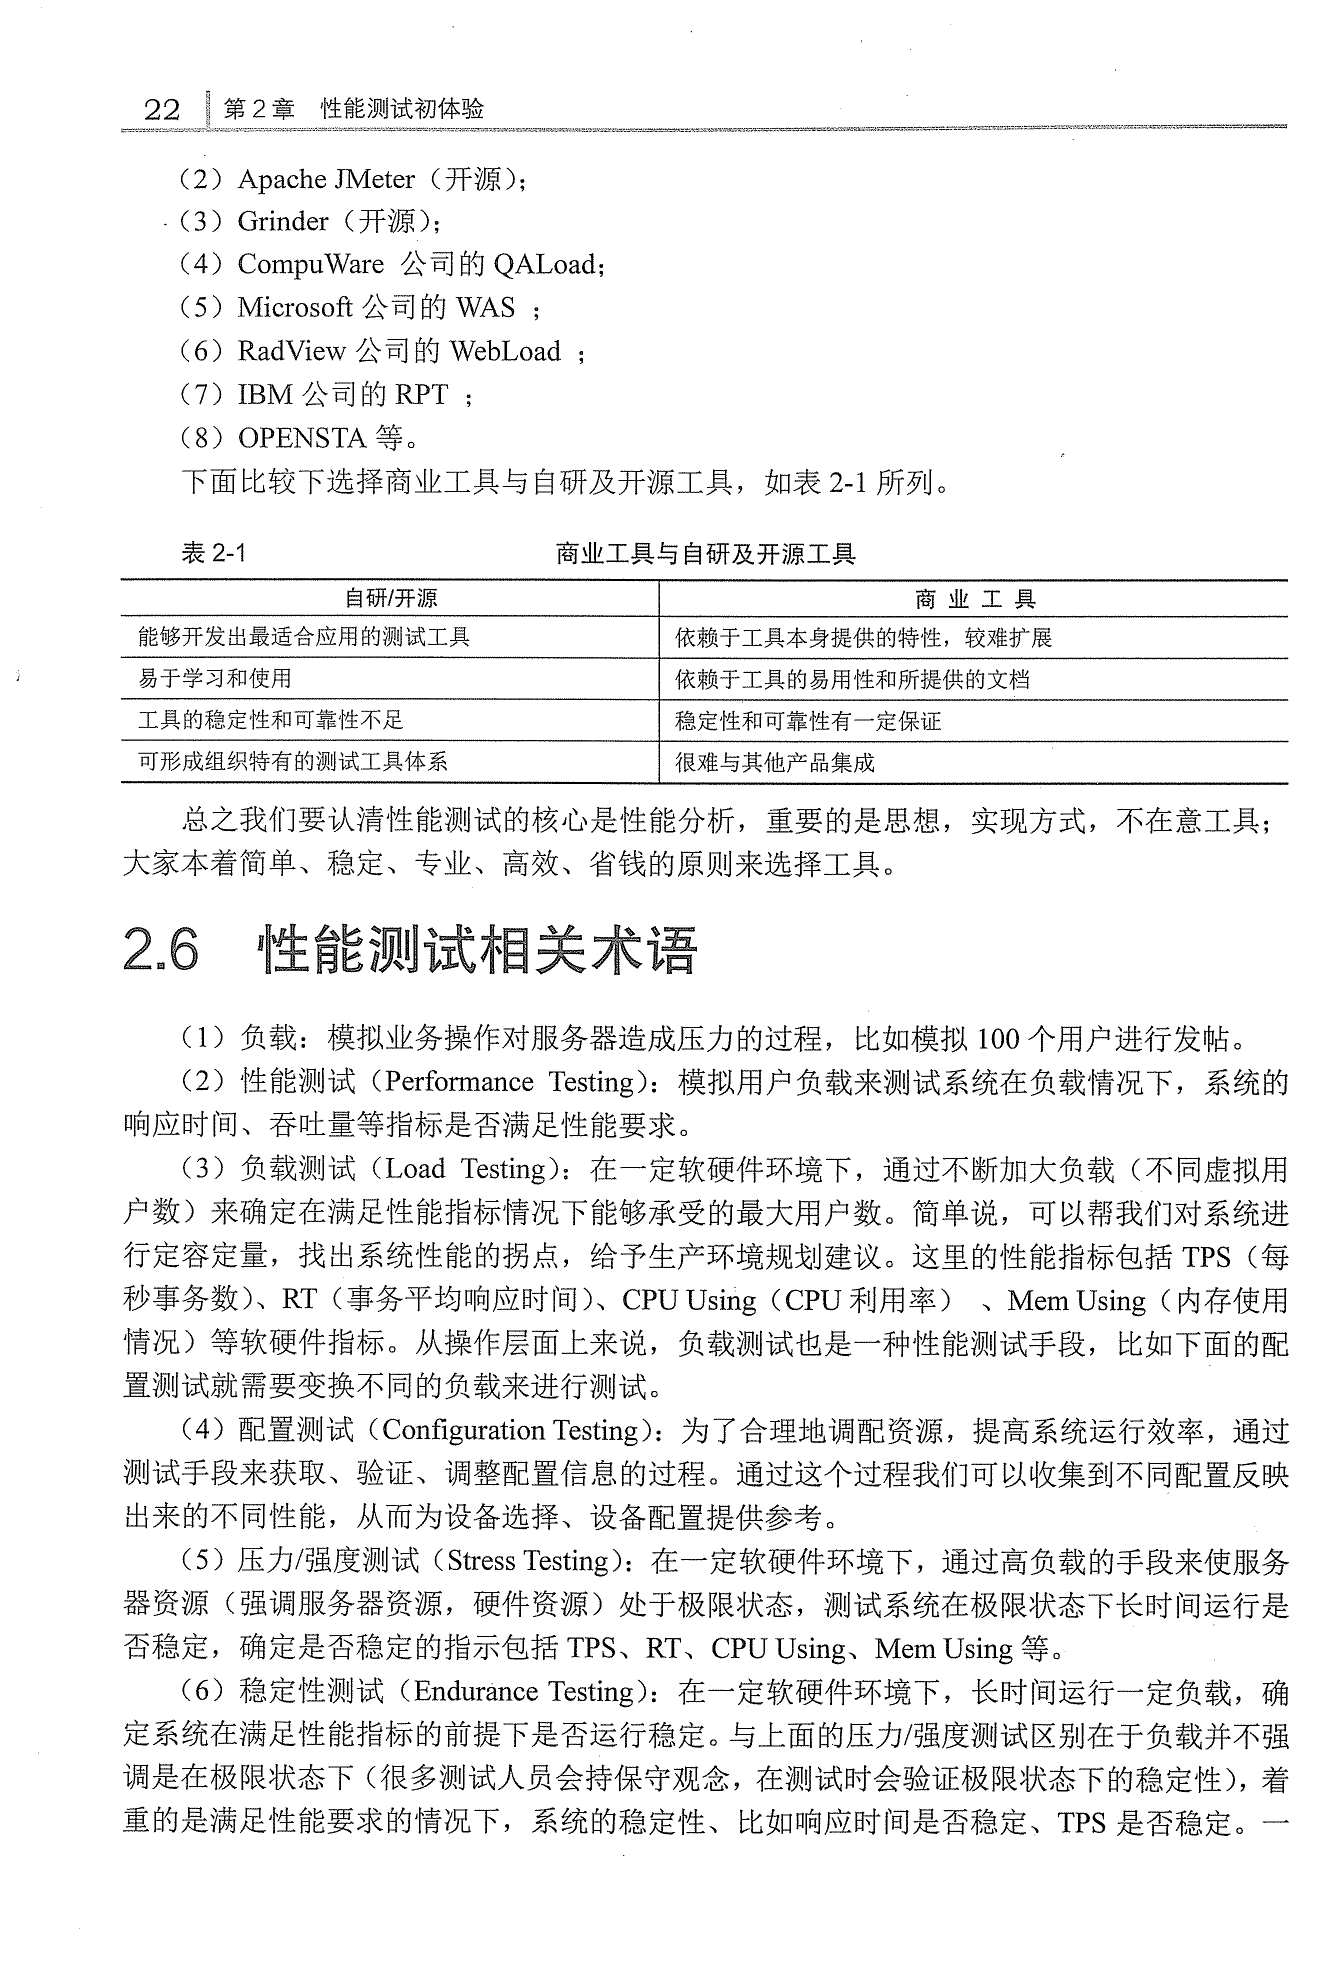 22 第2章 性能测试初体验
（2）Apache JMeter（开源）；
（3）Grinder（开源）；
（4）CompuWare 公司的 QALoad；
（5）Microsoft 公司的 WAS ；
（6）RadView 公司的 WebLoad ；
（7）IBM 公司的 RPT ；
（8）OPENSTA 等。
下面比较下选择商业工具与自研及开源工具，如表 2-1 所列。
表 2-1 商业工具与自研及开源工具
自研/开源 商 业 工 具
能够开发出最适合应用的测试工具 依赖于工具本身提供的特性，较难扩展
易于学习和使用 依赖于工具的易用性和所提供的文档
工具的稳定性和可靠性不足 稳定性和可靠性有一定保证
可形成组织特有的测试工具体系 很难与其他产品集成
总之我们要认清性能测试的核心是性能分析，重要的是思想，实现方式，不在意工具；
大家本着简单、稳定、专业、高效、省钱的原则来选择工具。
2.6 性能测试相关术语
（1）负载：模拟业务操作对服务器造成压力的过程，比如模拟 100 个用户进行发帖。
（2）性能测试（Performance Testing）：模拟用户负载来测试系统在负载情况下，系统的
响应时间、吞吐量等指标是否满足性能要求。
（3）负载测试（Load Testing）：在一定软硬件环境下，通过不断加大负载（不同虚拟用
户数）来确定在满足性能指标情况下能够承受的最大用户数。简单说，可以帮我们对系统进
行定容定量，找出系统性能的拐点，给予生产环境规划建议。这里的性能指标包括 TPS（每
秒事务数）、RT（事务平均响应时间）、CPU Using（CPU 利用率） 、Mem Using（内存使用
情况）等软硬件指标。从操作层面上来说，负载测试也是一种性能测试手段，比如下面的配
置测试就需要变换不同的负载来进行测试。
（4）配置测试（Configuration Testing）：为了合理地调配资源，提高系统运行效率，通过
测试手段来获取、验证、调整配置信息的过程。通过这个过程我们可以收集到不同配置反映
出来的不同性能，从而为设备选择、设备配置提供参考。
（5）压力/强度测试（Stress Testing）：在一定软硬件环境下，通过高负载的手段来使服务
器资源（强调服务器资源，硬件资源）处于极限状态，测试系统在极限状态下长时间运行是
否稳定，确定是否稳定的指示包括 TPS、RT、CPU Using、Mem Using 等。
（6）稳定性测试（Endurance Testing）：在一定软硬件环境下，长时间运行一定负载，确
定系统在满足性能指标的前提下是否运行稳定。与上面的压力/强度测试区别在于负载并不强
调是在极限状态下（很多测试人员会持保守观念，在测试时会验证极限状态下的稳定性），着
重的是满足性能要求的情况下，系统的稳定性、比如响应时间是否稳定、TPS 是否稳定。一